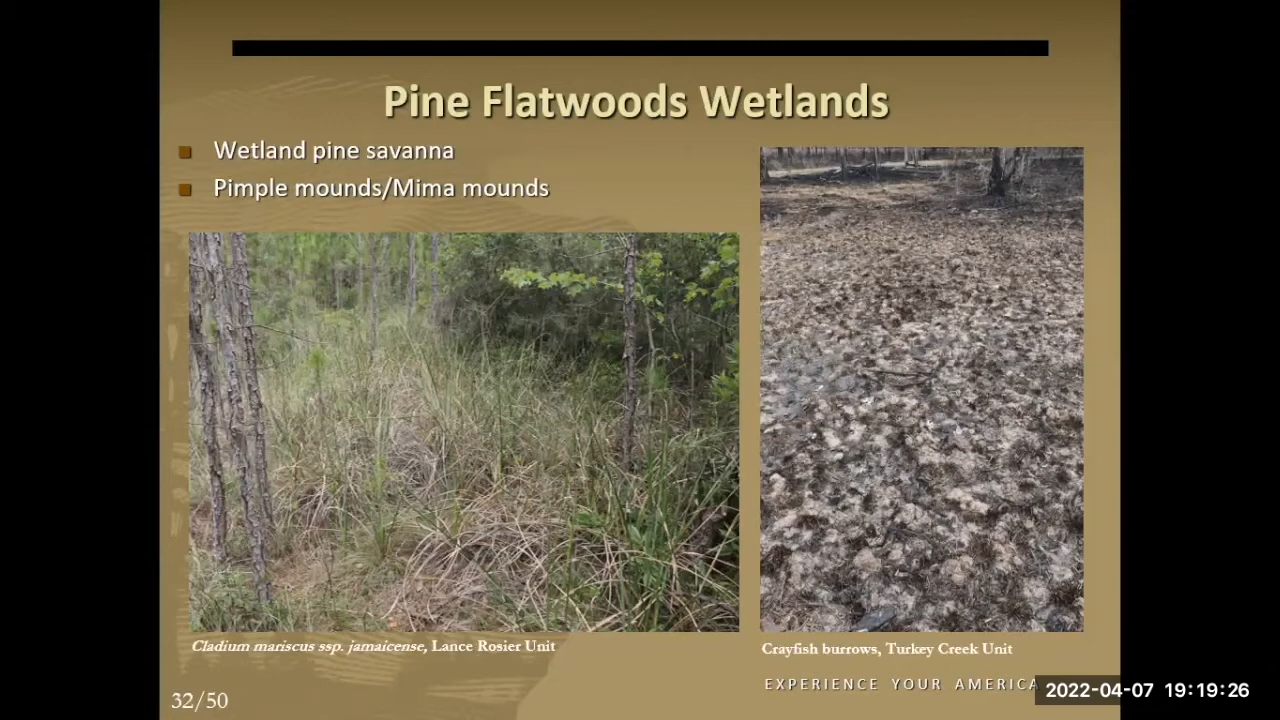 Pine Flatwoods Wetlands
Wetland pine savanna
Pimple mounds/Mima mounds
Cladium mariscus ssp. jamaicense, Lance Rosier Unit
Crayfish burrows, Turkey Creek Unit
EXPERIENCE YOUR AMERICA
2022-04-07 19:19:26
32/50